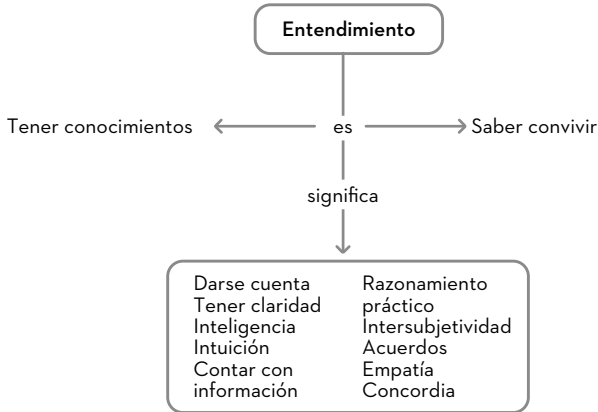 Entendimiento
Tener conocimientos
es
Saber convivir
significa
Darse cuenta
Tener claridad
Inteligencia
Intuición
Contar con
información
Razonamiento
práctico
Intersubjetividad
Acuerdos
Empatía
Concordia